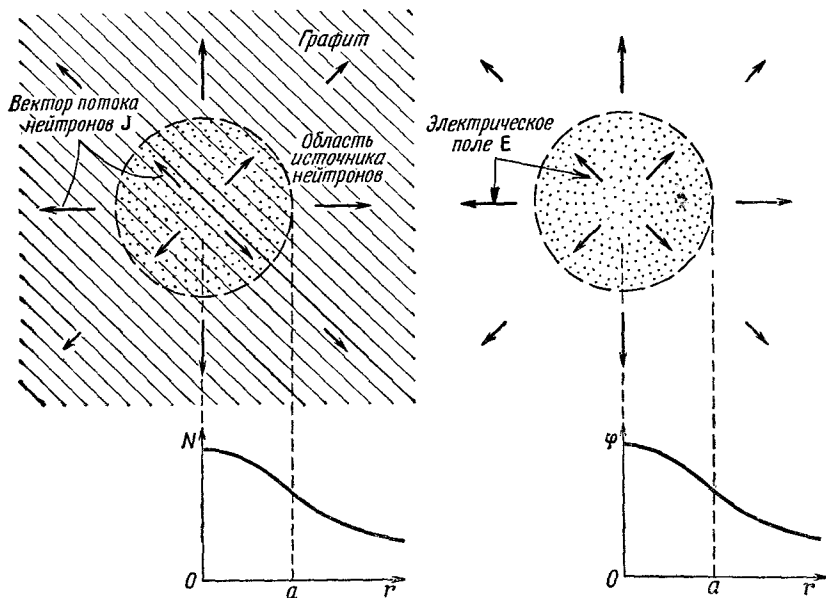 Графит
Вектор потока
нейтронов J
Область
источника
нейтронов
N
0
a
r
Электрическое
поле E
φ
0
a
r